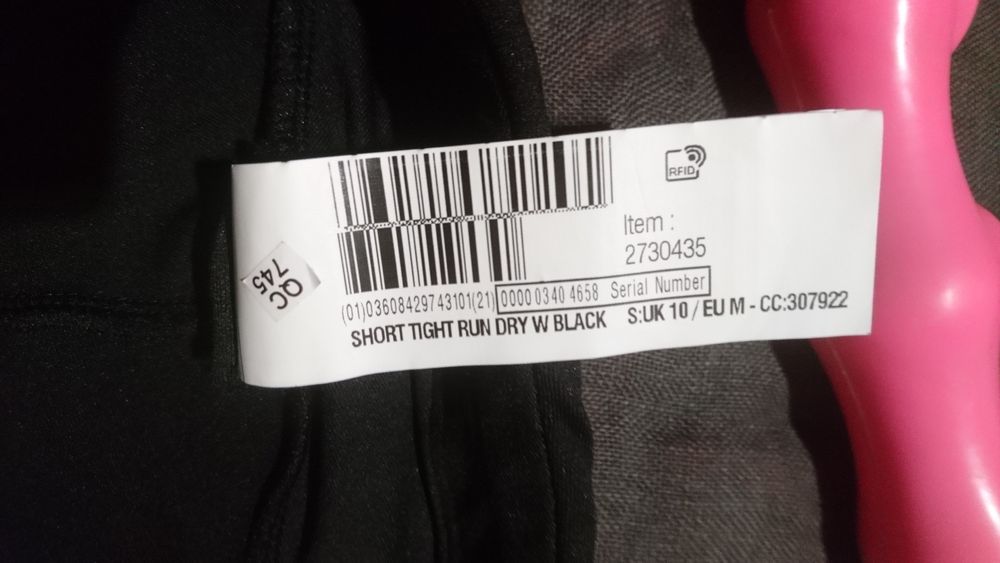 RFID
Item :
2730435
QC
745
(01)03608429743101(21) 0000 0340 4658 Serial Number
SHORT TIGHT RUN DRY W BLACK S:UK 10 / EU M - CC:307922